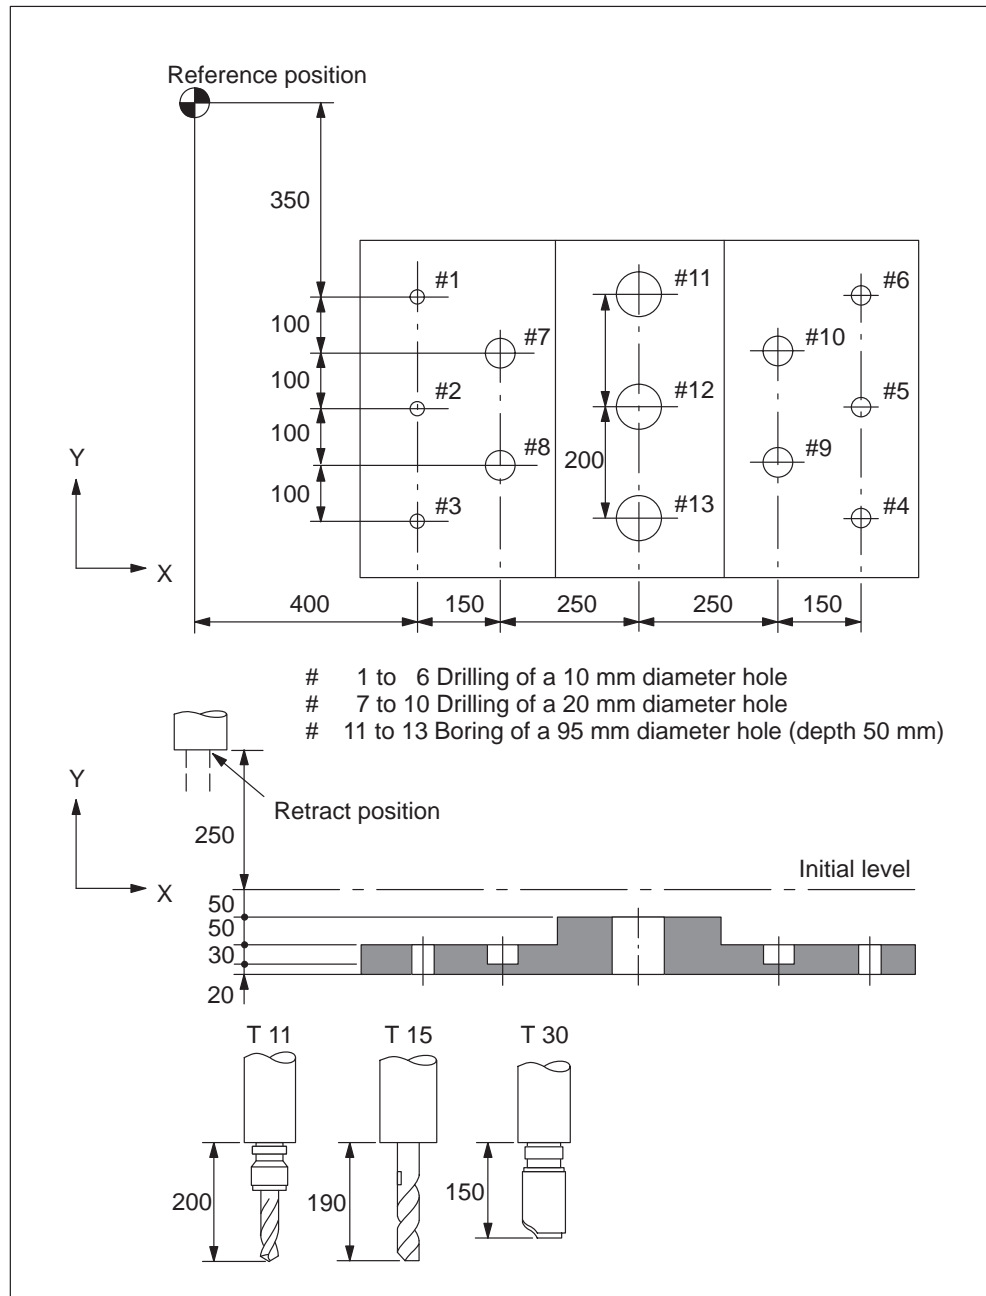 Reference position
350
#1
#11
#6
100
#7
#10
100
#2
#12
#5
100
#8
200
#9
Y
100
#3
#13
#4
X
400
150
250
250
150
# 1 to 6 Drilling of a 10 mm diameter hole
# 7 to 10 Drilling of a 20 mm diameter hole
# 11 to 13 Boring of a 95 mm diameter hole (depth 50 mm)
Y
Retract position
250
X
Initial level
50
50
30
20
T 11
T 15
T 30
200
190
150